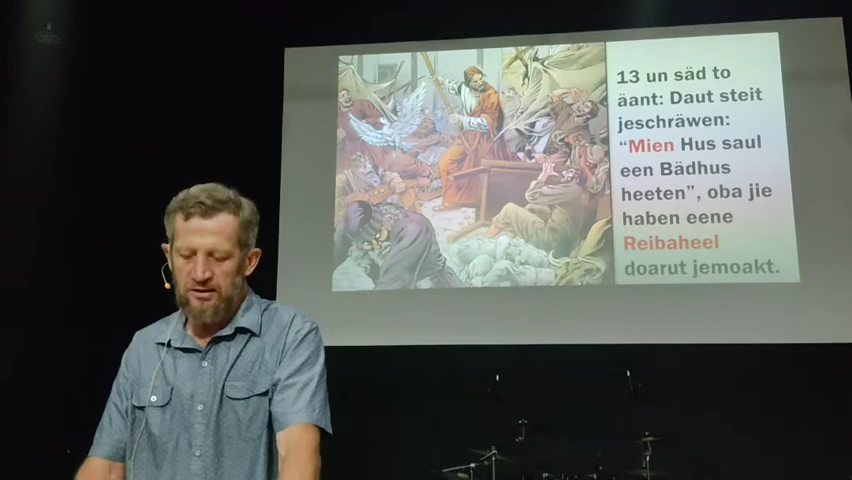 13 un säd to
äant: Daut steit
jeschräwen:
“Mien Hus saul
een Bädhus
heeten”, oba jie
haben eene
Reibaheel
doarut jemoakt.